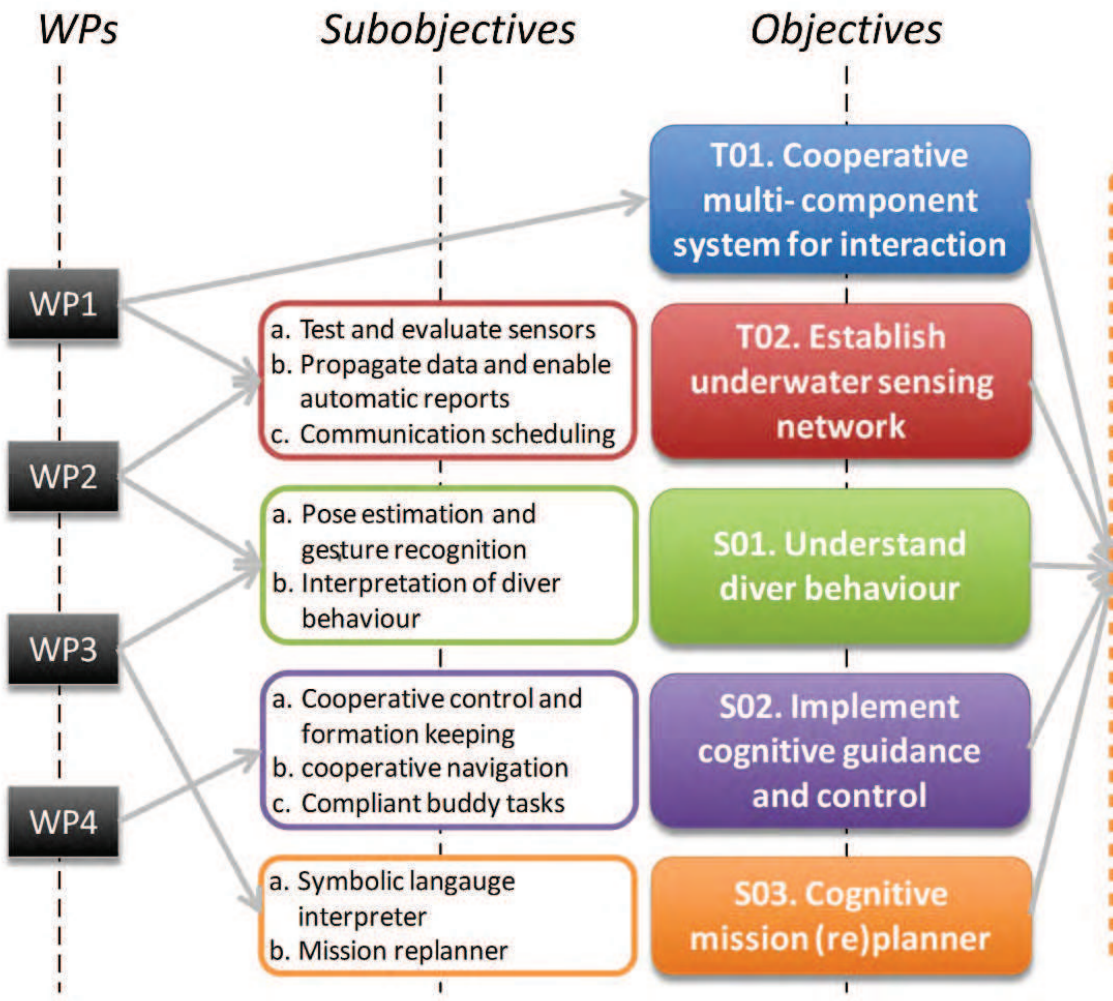 WPs
Subobjectives
Objectives
T01. Cooperative
multi- component
system for interaction
WP1
a. Test and evaluate sensors
b. Propagate data and enable
automatic reports
c. Communication scheduling
T02. Establish
underwater sensing
network
WP2
a. Pose estimation and
gesture recognition
b. Interpretation of diver
behaviour
S01. Understand
diver behaviour
WP3
a. Cooperative control and
formation keeping
b. cooperative navigation
c. Compliant buddy tasks
S02. Implement
cognitive guidance
and control
WP4
a. Symbolic langauge
interpreter
b. Mission replanner
S03. Cognitive
mission (re)planner